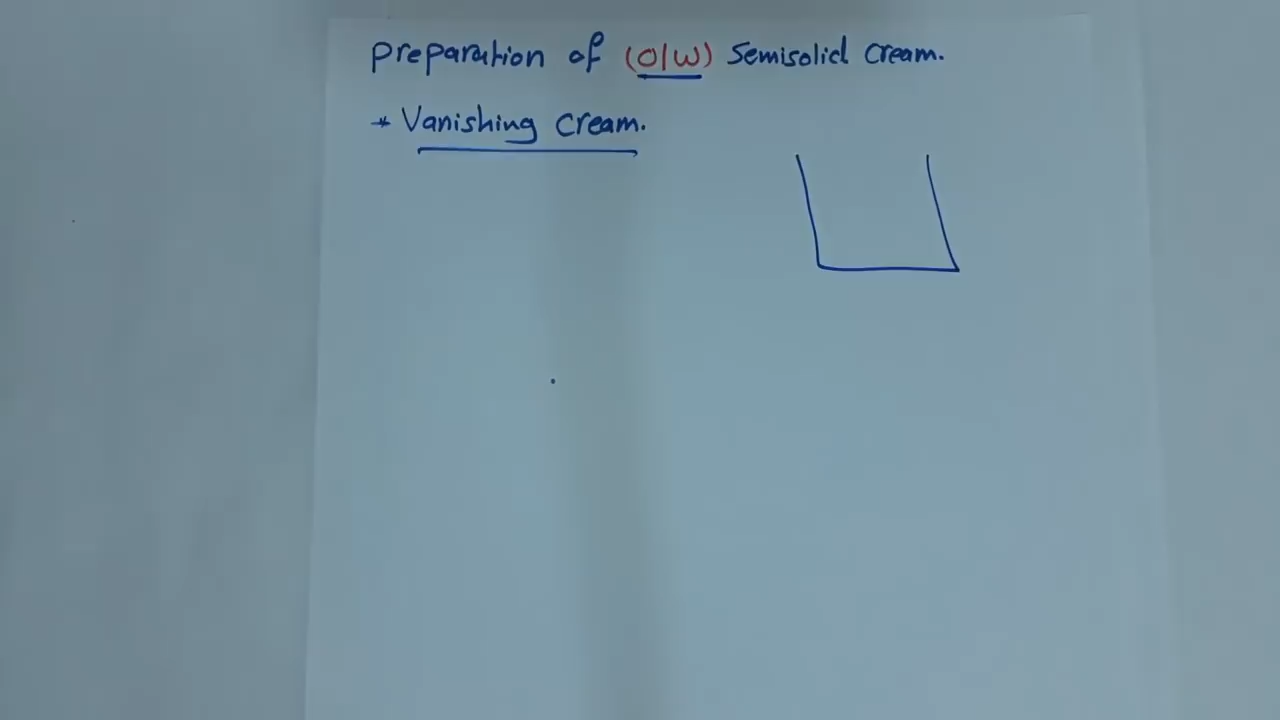 Preparation of (O/W) Semisolid cream.
* Vanishing cream.